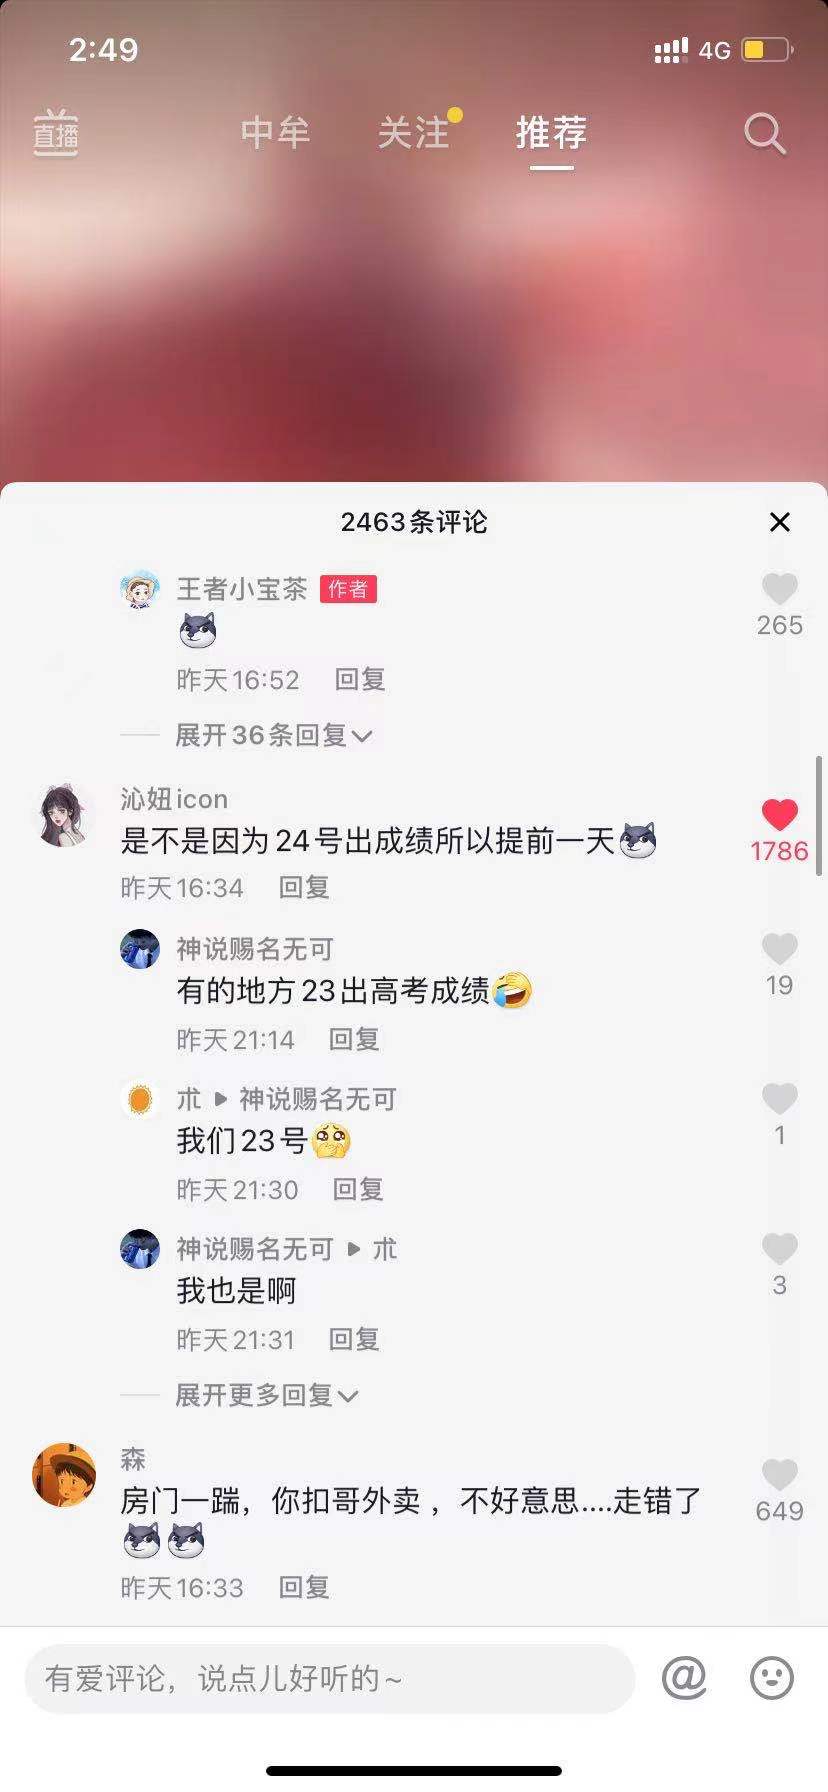 2:49
4G
直播
中牟
关注
推荐
2463条评论
王者小宝茶 作者
265
昨天16:52 回复
展开36条回复
沁妞icon
是不是因为24号出成绩所以提前一天
1786
昨天16:34 回复
神说赐名无可
有的地方23出高考成绩
19
昨天21:14 回复
朮 神说赐名无可
我们23号
1
昨天21:30 回复
神说赐名无可 朮
我也是啊
3
昨天21:31 回复
展开更多回复
森
房门一踹，你扣哥外卖，不好意思....走错了
649
昨天16:33 回复
有爱评论，说点儿好听的~
@